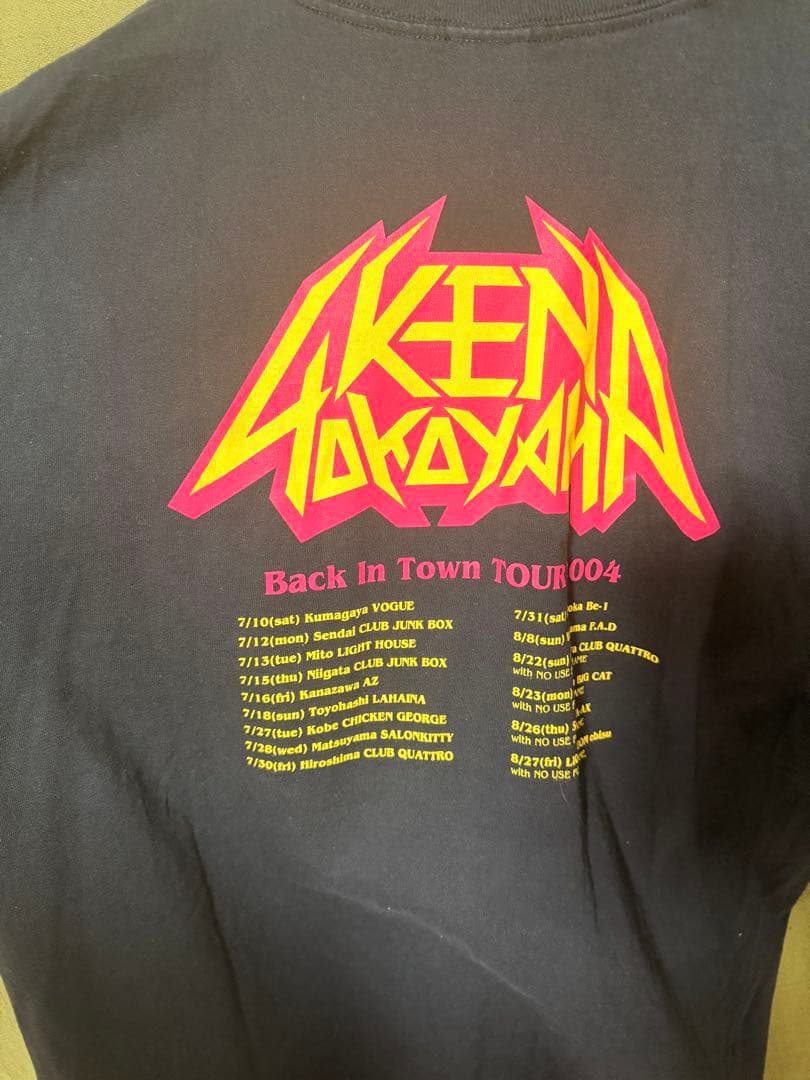 KEN
YOKOYAMA
Back In Town TOUR 004
7/10(sat) Kumagaya VOGUE
7/12(mon) Sendai CLUB JUNK BOX
7/13(tue) Mito LIGHT HOUSE
7/15(thu) Niigata CLUB JUNK BOX
7/16(fri) Kanazawa AZ
7/18(sun) Toyohashi LAHAINA
7/27(tue) Kobe CHICKEN GEORGE
7/28(wed) Matsuyama SALONKITTY
7/30(fri) Hiroshima CLUB QUATTRO
7/31(sat) Be-1
8/8(sun) F.A.D
8/22(sun) CLUB QUATTRO
with NO USE
8/23(mon) BIG CAT
with NO USE
8/26(thu)
with NO USE
8/27(fri) ebisu
with NO USE